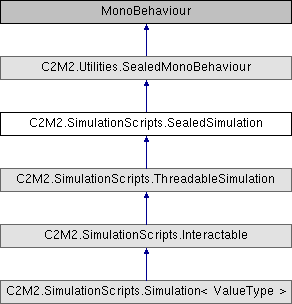 MonoBehaviour
C2M2.Utilities.SealedMonoBehaviour
C2M2.SimulationScripts.SealedSimulation
C2M2.SimulationScripts.ThreadableSimulation
C2M2.SimulationScripts.Interactable
C2M2.SimulationScripts.Simulation< ValueType >